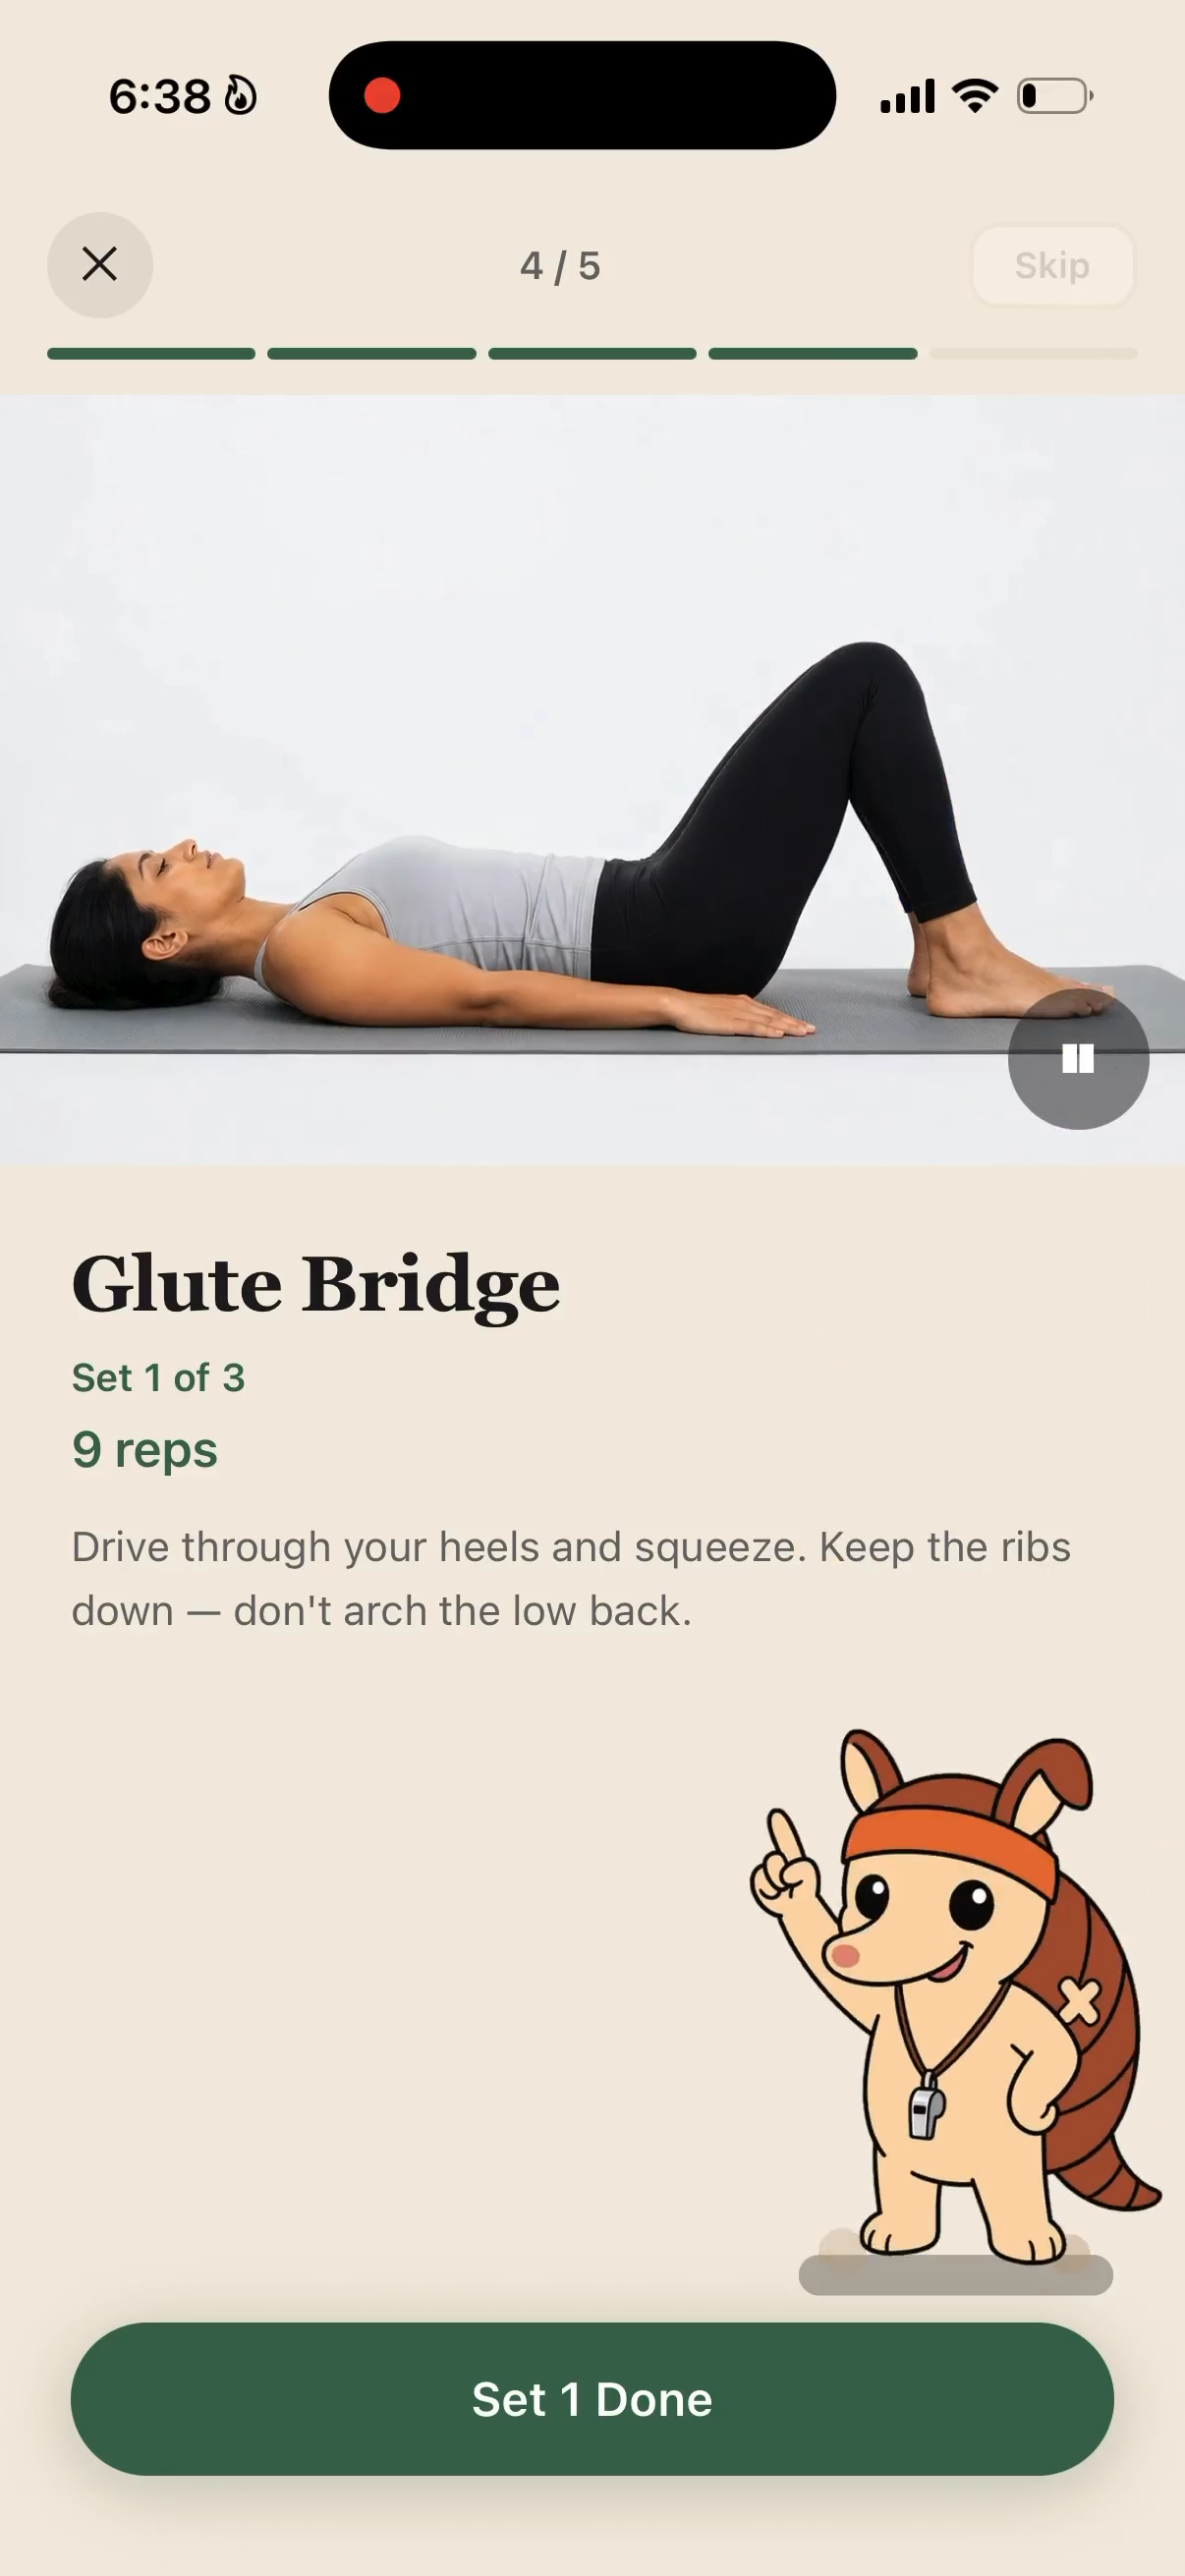 6:38
4 / 5
Skip
Glute Bridge
Set 1 of 3
9 reps
Drive through your heels and squeeze. Keep the ribs
down — don't arch the low back.
Set 1 Done